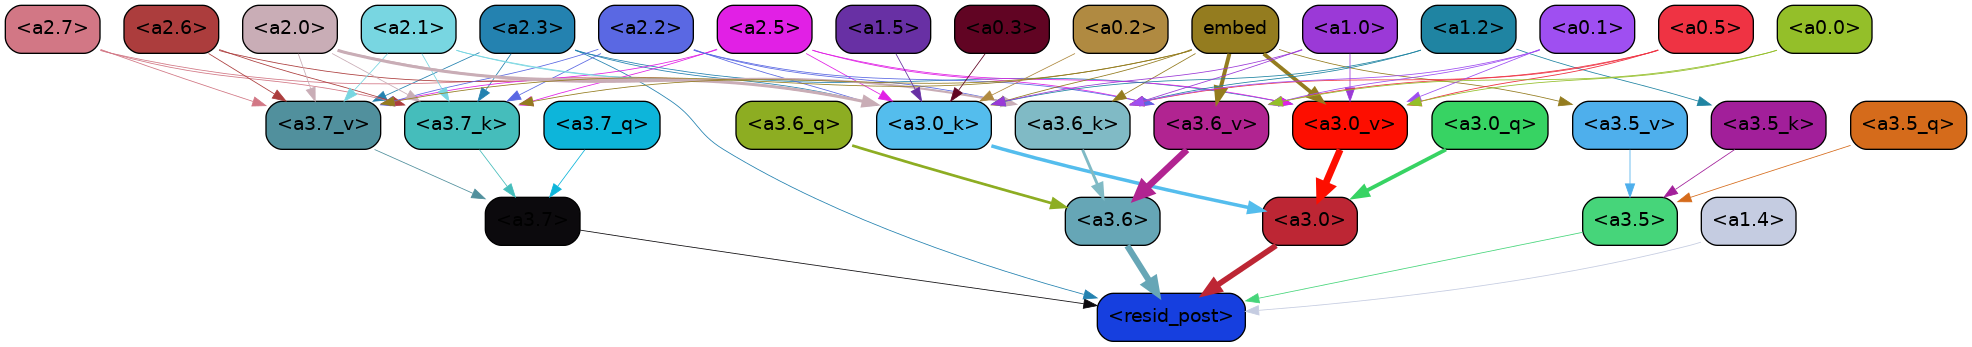 <a2.7> <a2.6> <a2.0> <a2.1> <a2.3> <a2.2> <a2.5> <a1.5> <a0.3> <a0.2> embed <a1.0> <a1.2> <a0.1> <a0.5> <a0.0>
<a3.7_v> <a3.7_k> <a3.7_q> <a3.6_q> <a3.0_k> <a3.6_k> <a3.6_v> <a3.0_v> <a3.0_q> <a3.5_v> <a3.5_k> <a3.5_q>
<a3.7> <a3.6> <a3.0> <a3.5> <a1.4>
<resid_post>